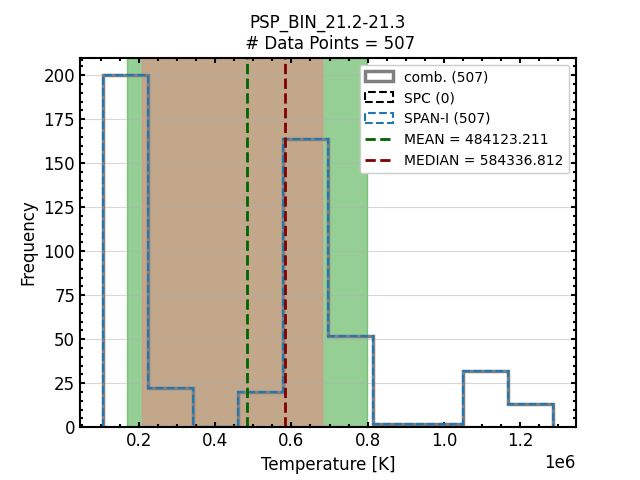 PSP_BIN_21.2-21.3
# Data Points = 507
comb. (507)
SPC (0)
SPAN-I (507)
MEAN = 484123.211
MEDIAN = 584336.812
Frequency
200
175
150
125
100
75
50
25
0
0.2 0.4 0.6 0.8 1.0 1.2
1e6
Temperature [K]